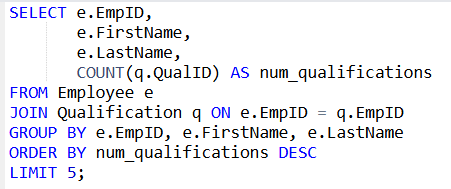 SELECT e.EmpID,
       e.FirstName,
       e.LastName,
       COUNT(q.QualID) AS num_qualifications
FROM Employee e
JOIN Qualification q ON e.EmpID = q.EmpID
GROUP BY e.EmpID, e.FirstName, e.LastName
ORDER BY num_qualifications DESC
LIMIT 5;